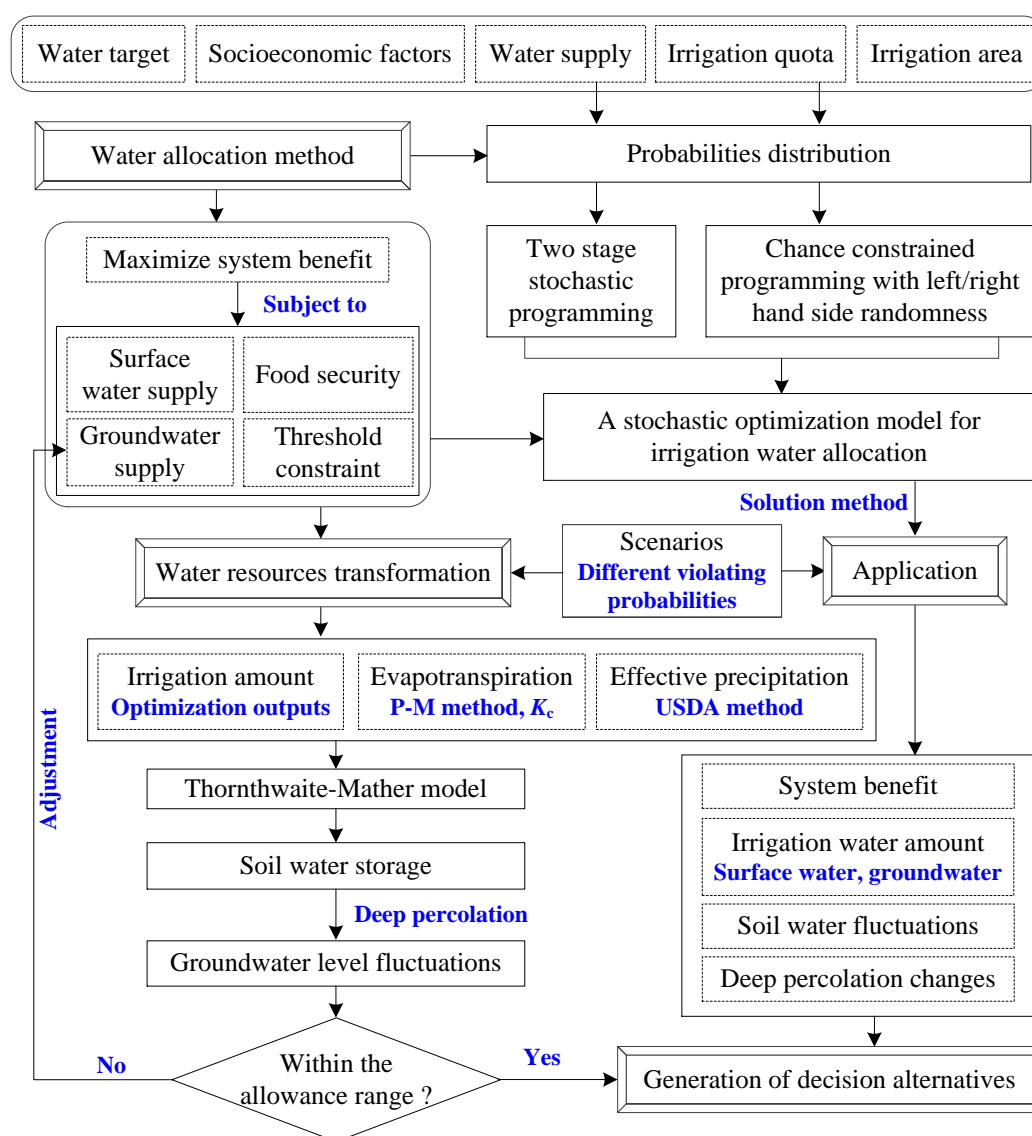 Water target
Socioeconomic factors
Water supply
Irrigation quota
Irrigation area
Water allocation method
Probabilities distribution
Maximize system benefit
Subject to
Surface
water supply
Food security
Groundwater
supply
Threshold
constraint
Two stage
stochastic
programming
Chance constrained
programming with left/right
hand side randomness
A stochastic optimization model for
irrigation water allocation
Solution method
Water resources transformation
Scenarios
Different violating
probabilities
Application
Irrigation amount
Optimization outputs
Evapotranspiration
P-M method, Kc
Effective precipitation
USDA method
Adjustment
Thornthwaite-Mather model
Soil water storage
Deep percolation
Groundwater level fluctuations
System benefit
Irrigation water amount
Surface water, groundwater
Soil water fluctuations
Deep percolation changes
No
Within the
allowance range ?
Yes
Generation of decision alternatives